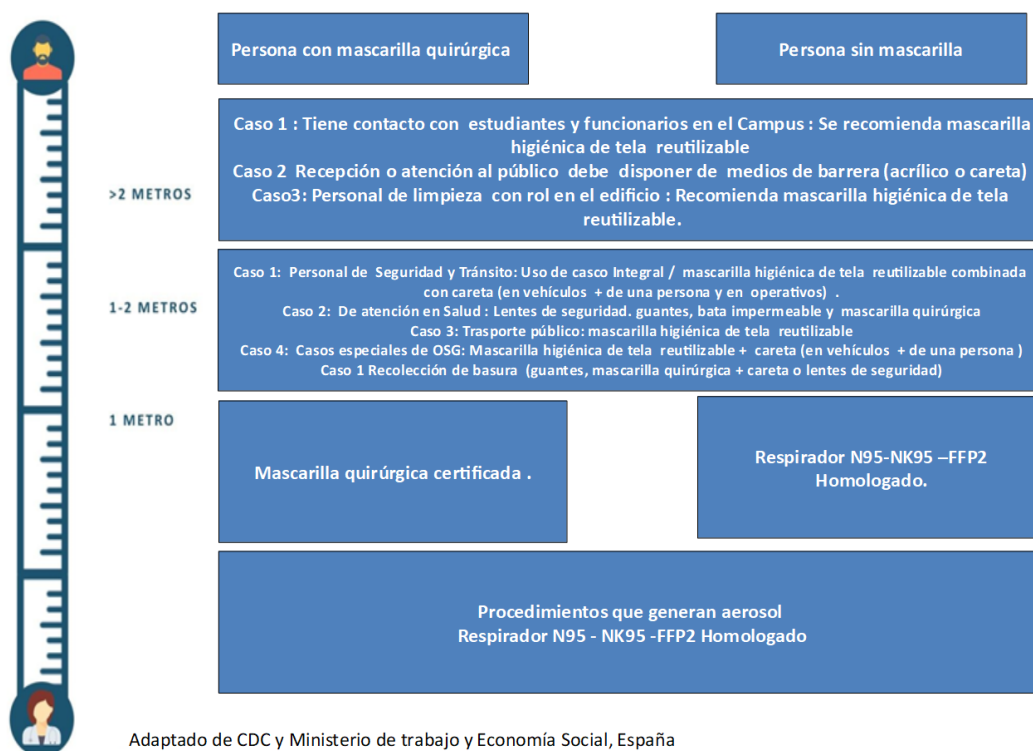 Persona con mascarilla quirúrgica
Persona sin mascarilla
>2 METROS
Caso 1 : Tiene contacto con estudiantes y funcionarios en el Campus : Se recomienda mascarilla
higiénica de tela reutilizable
Caso 2 Recepción o atención al público debe disponer de medios de barrera (acrílico o careta)
Caso3: Personal de limpieza con rol en el edificio : Recomienda mascarilla higiénica de tela
reutilizable.
1-2 METROS
Caso 1: Personal de Seguridad y Tránsito: Uso de casco Integral / mascarilla higiénica de tela reutilizable combinada
con careta (en vehículos + de una persona y en operativos) .
Caso 2: De atención en Salud : Lentes de seguridad. guantes, bata impermeable y mascarilla quirúrgica
Caso 3: Trasporte público: mascarilla higiénica de tela reutilizable
Caso 4: Casos especiales de OSG: Mascarilla higiénica de tela reutilizable + careta (en vehículos + de una persona )
Caso 1 Recolección de basura (guantes, mascarilla quirúrgica + careta o lentes de seguridad)
1 METRO
Mascarilla quirúrgica certificada .
Respirador N95-NK95 –FFP2
Homologado.
Procedimientos que generan aerosol
Respirador N95 - NK95 -FFP2 Homologado
Adaptado de CDC y Ministerio de trabajo y Economía Social, España